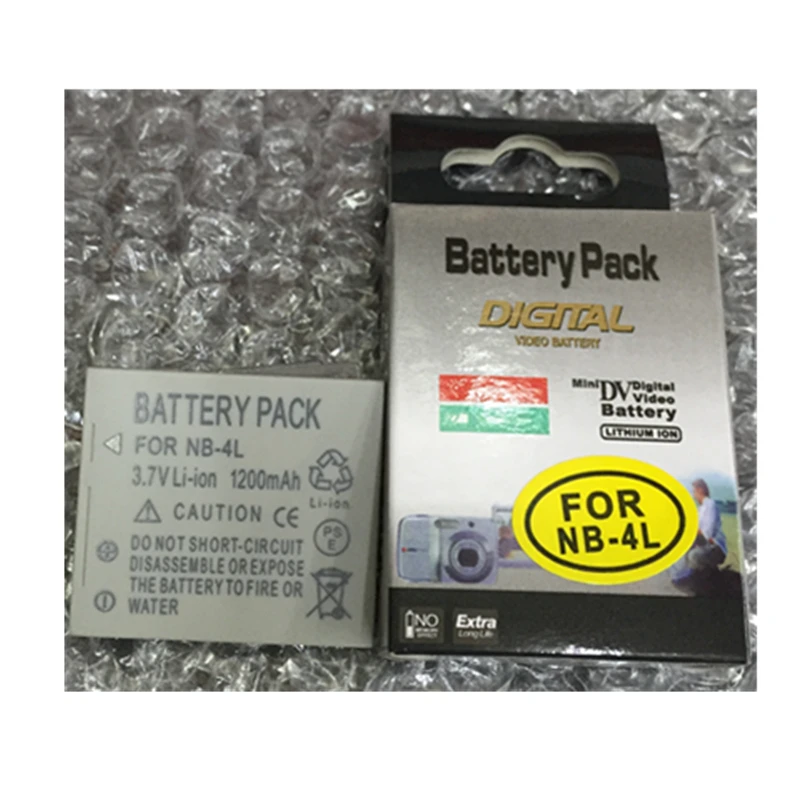 BATTERY PACK
FOR NB-4L
3.7V Li-ion 1200mAh
Li-ion
CAUTION CE
PS
E
DO NOT SHORT-CIRCUIT
DISASSEMBLE OR EXPOSE
THE BATTERY TO FIRE OR
WATER
Battery Pack
DIGITAL
VIDEO BATTERY
Mini DV Digital
Video
Battery
LITHIUM ION
FOR
NB-4L
NO
MEMORY
EFFECT
Extra
Long Life